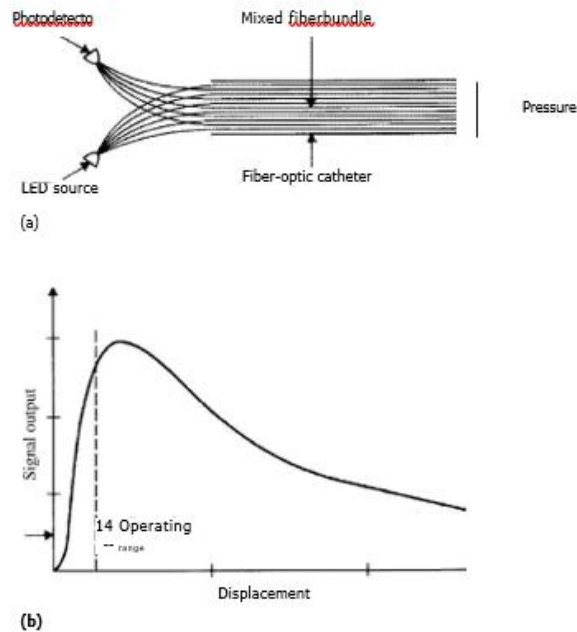 Photodetecto
Mixed fiberbundle.
Pressure
LED source
Fiber-optic catheter
(a)
Signal output
14 Operating
-- range
Displacement
(b)